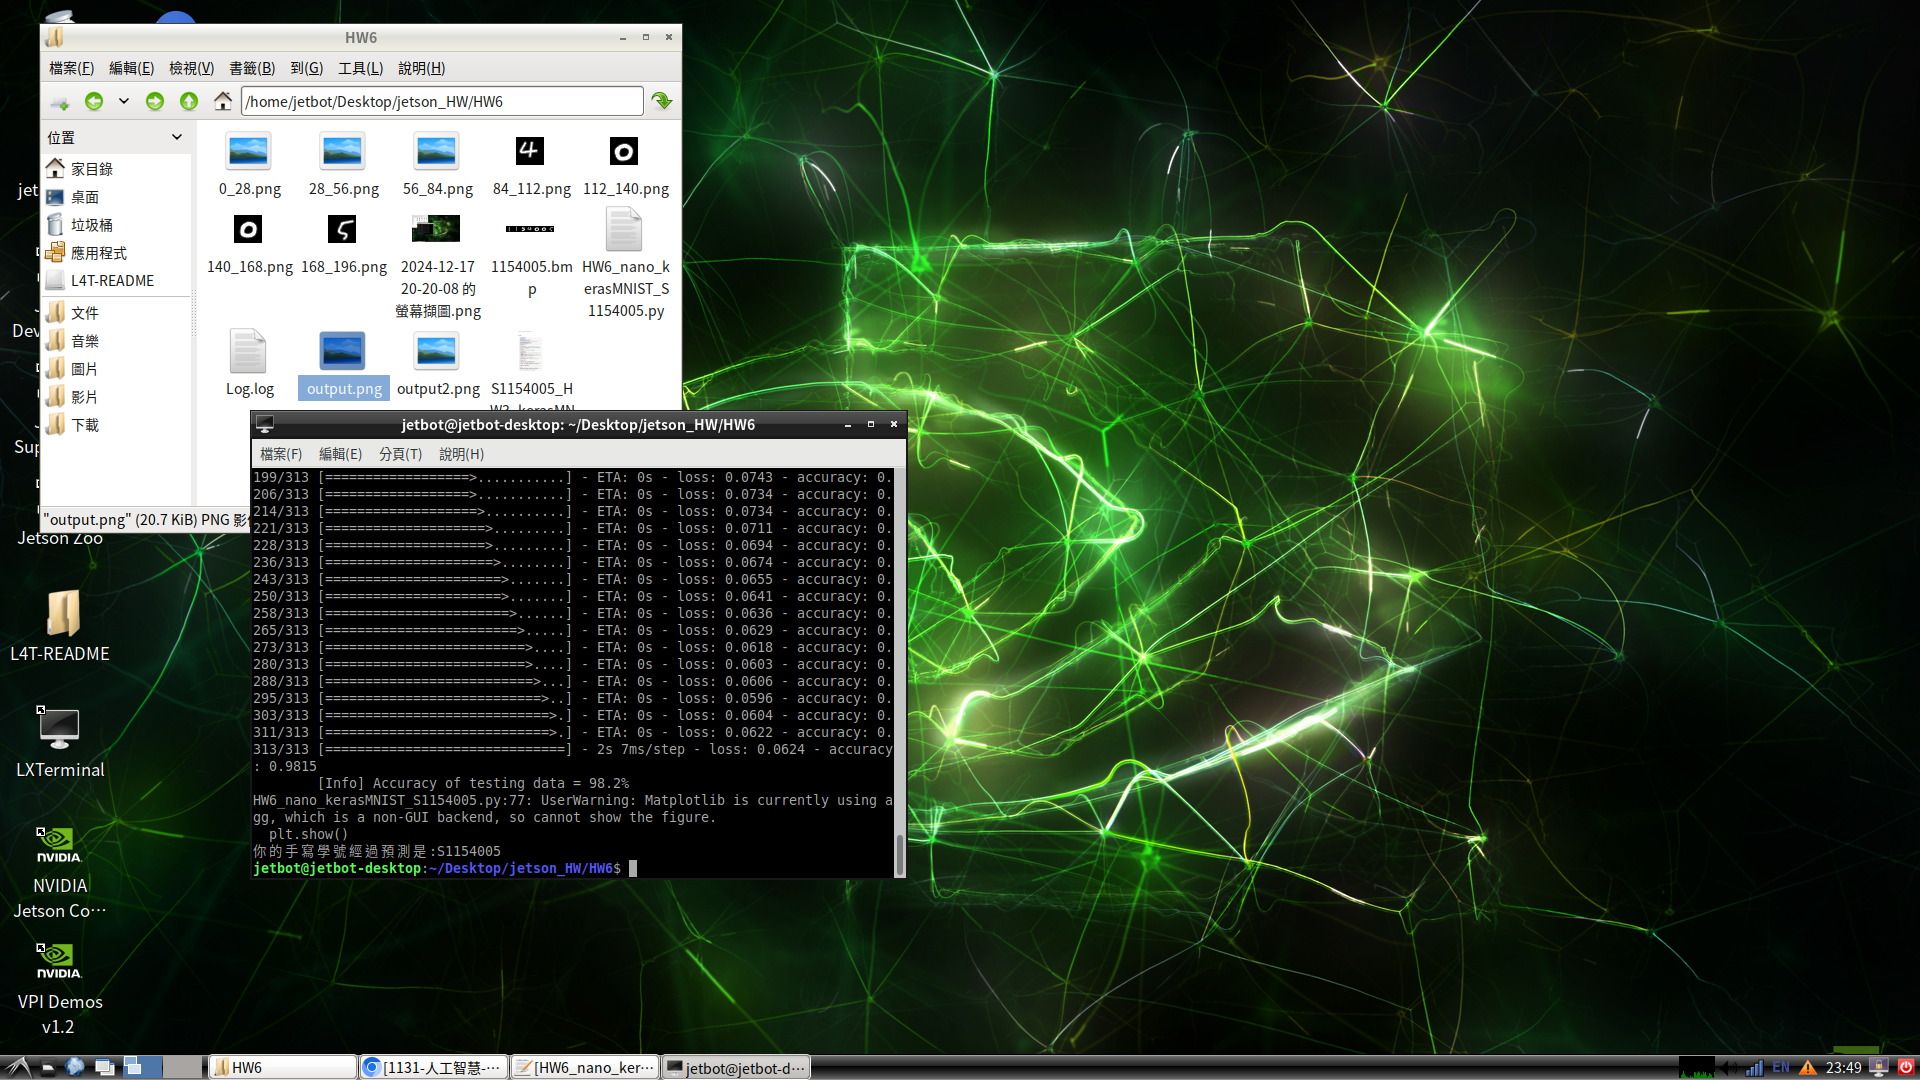 HW6
檔案(F) 編輯(E) 檢視(V) 書籤(B) 到(G) 工具(L) 說明(H)
/home/jetbot/Desktop/jetson_HW/HW6
位置
家目錄
桌面
垃圾桶
應用程式
L4T-README
文件
音樂
圖片
影片
下載
0_28.png 28_56.png 56_84.png 84_112.png 112_140.png
140_168.png 168_196.png 2024-12-17 20-20-08 的 螢幕擷圖.png 1154005.bmp HW6_nano_kerasMNIST_S1154005.py
Log.log output.png output2.png S1154005_H
"output.png" (20.7 KiB) PNG
jetbot@jetbot-desktop: ~/Desktop/jetson_HW/HW6
檔案(F) 編輯(E) 分頁(T) 說明(H)
199/313 [==================>...........] - ETA: 0s - loss: 0.0743 - accuracy: 0.
206/313 [==================>...........] - ETA: 0s - loss: 0.0734 - accuracy: 0.
214/313 [===================>..........] - ETA: 0s - loss: 0.0734 - accuracy: 0.
221/313 [====================>.........] - ETA: 0s - loss: 0.0711 - accuracy: 0.
228/313 [====================>.........] - ETA: 0s - loss: 0.0694 - accuracy: 0.
236/313 [=====================>........] - ETA: 0s - loss: 0.0674 - accuracy: 0.
243/313 [======================>.......] - ETA: 0s - loss: 0.0655 - accuracy: 0.
250/313 [======================>.......] - ETA: 0s - loss: 0.0641 - accuracy: 0.
258/313 [=======================>......] - ETA: 0s - loss: 0.0636 - accuracy: 0.
265/313 [========================>.....] - ETA: 0s - loss: 0.0629 - accuracy: 0.
273/313 [=========================>....] - ETA: 0s - loss: 0.0618 - accuracy: 0.
280/313 [=========================>....] - ETA: 0s - loss: 0.0603 - accuracy: 0.
288/313 [==========================>...] - ETA: 0s - loss: 0.0606 - accuracy: 0.
295/313 [===========================>..] - ETA: 0s - loss: 0.0596 - accuracy: 0.
303/313 [============================>.] - ETA: 0s - loss: 0.0604 - accuracy: 0.
311/313 [============================>.] - ETA: 0s - loss: 0.0622 - accuracy: 0.
313/313 [==============================] - 2s 7ms/step - loss: 0.0624 - accuracy
: 0.9815
[Info] Accuracy of testing data = 98.2%
HW6_nano_kerasMNIST_S1154005.py:77: UserWarning: Matplotlib is currently using a
gg, which is a non-GUI backend, so cannot show the figure.
plt.show()
你的手寫學號經過預測是:S1154005
jetbot@jetbot-desktop:~/Desktop/jetson_HW/HW6$
jet
Dev
Sup
Jetson Zoo
L4T-README
LXTerminal
NVIDIA.
NVIDIA
Jetson Co⋯
NVIDIA.
VPI Demos
v1.2
HW6 [1131-人工智慧-⋯ [HW6_nano_ker⋯ jetbot@jetbot-d⋯ EN 23:49